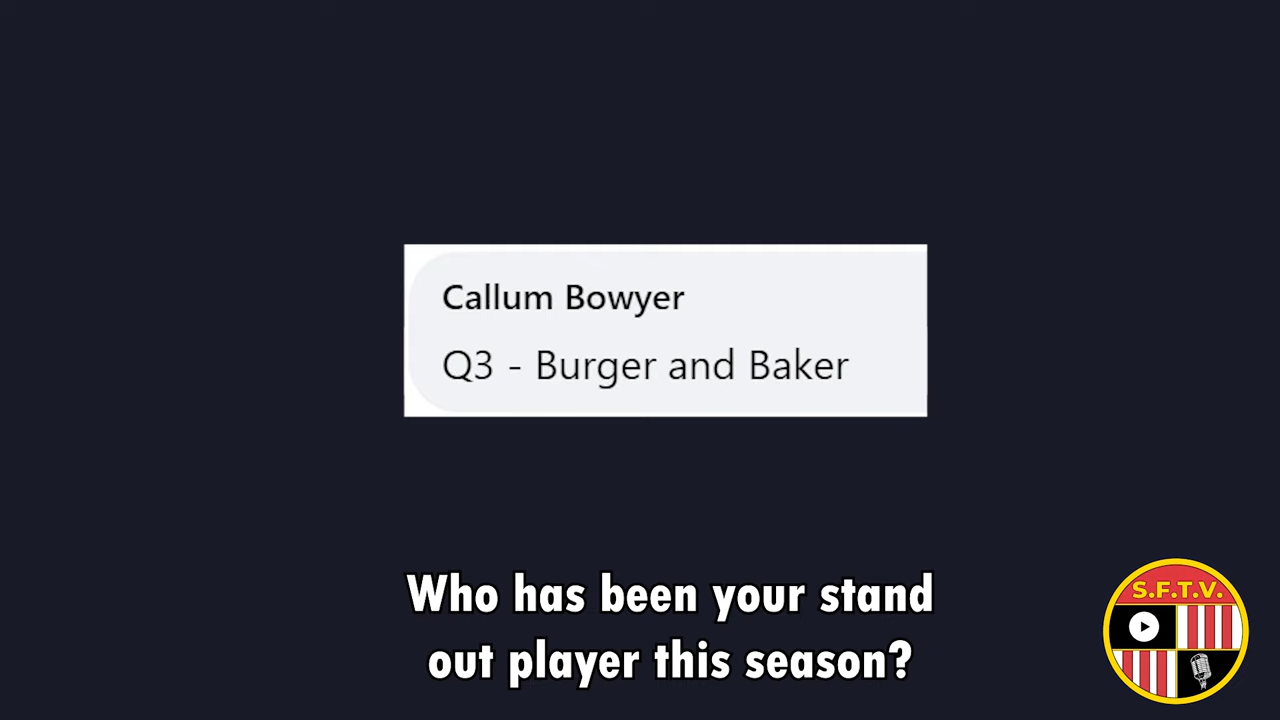 Callum Bowyer
Q3 - Burger and Baker
Who has been your stand
out player this season?
S.F.T.V.